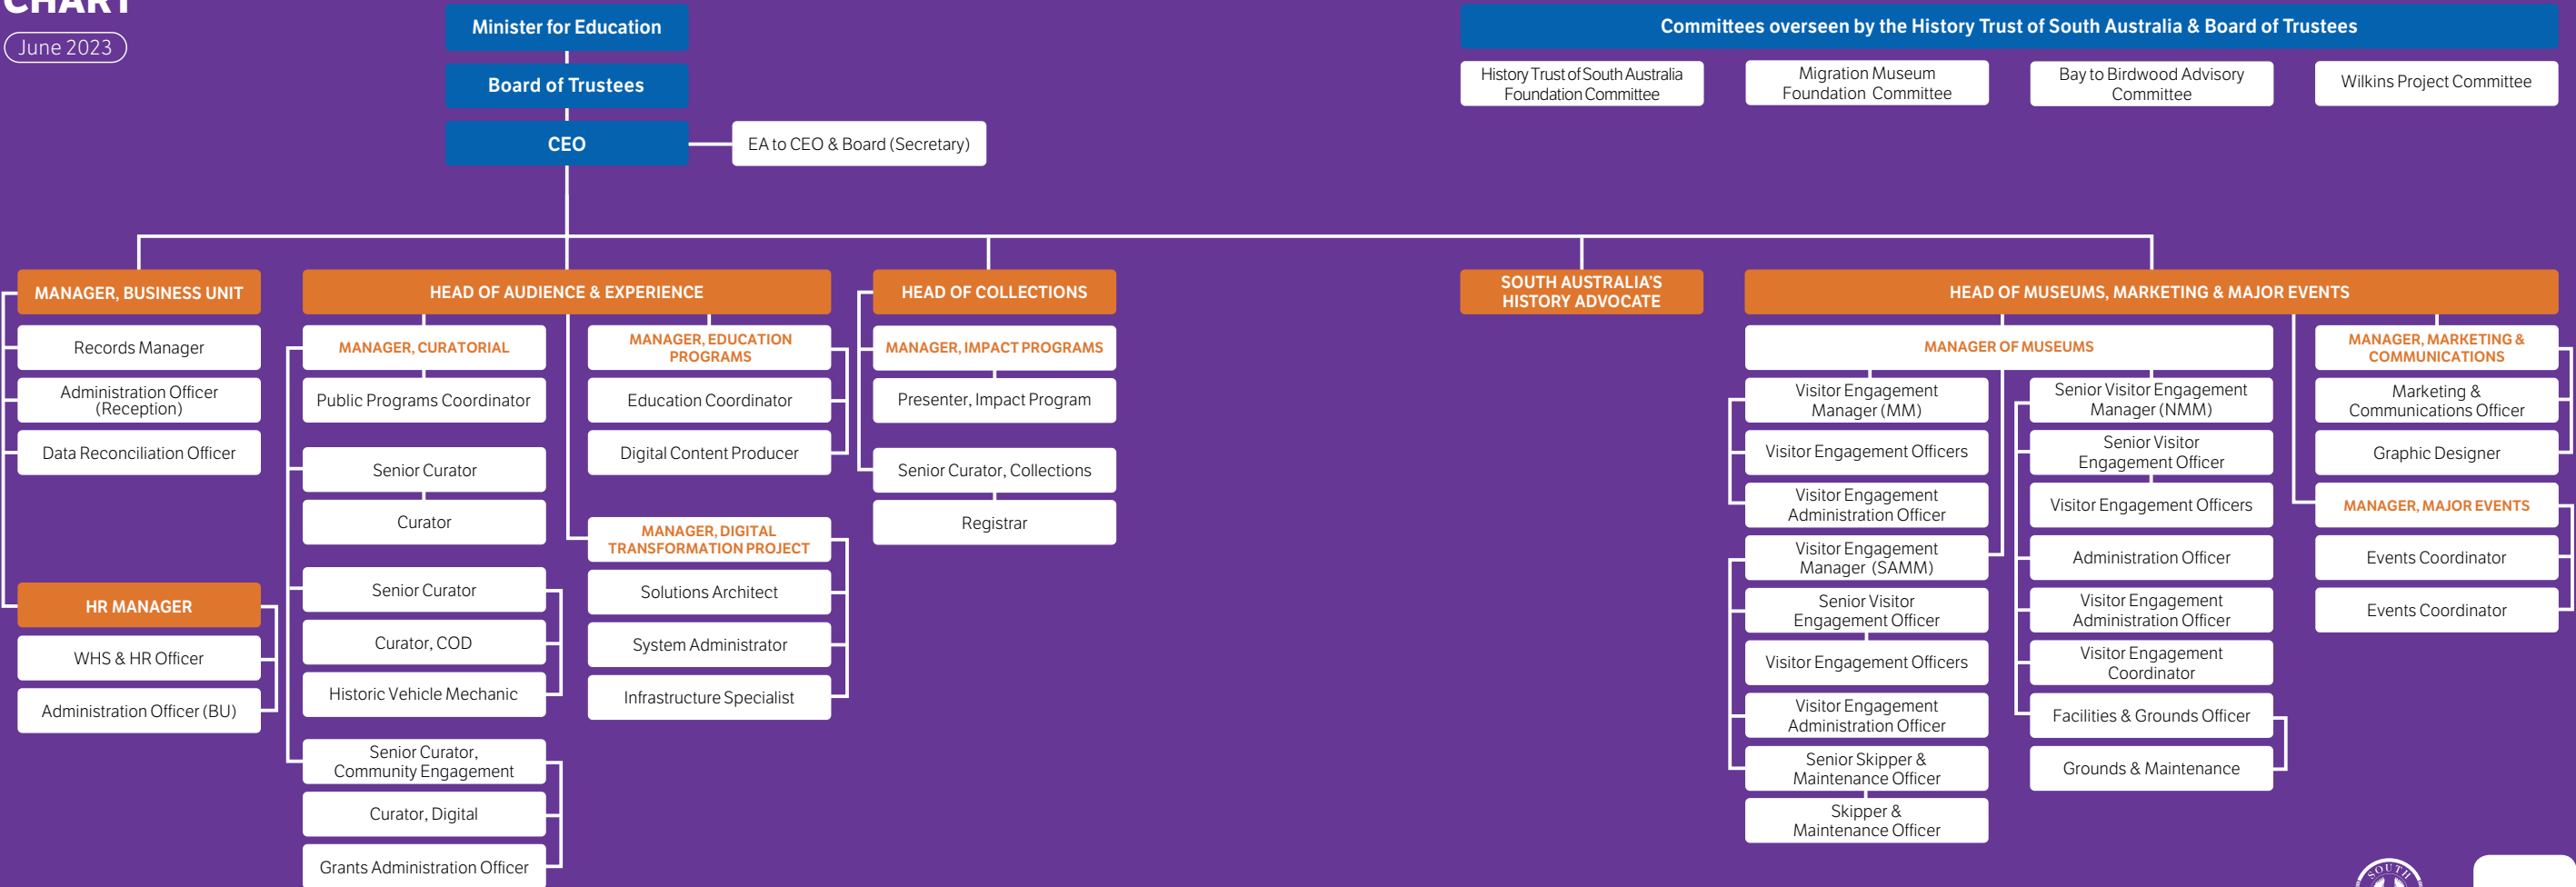 CHART
June 2023
Minister for Education
Board of Trustees
CEO
EA to CEO & Board (Secretary)
Committees overseen by the History Trust of South Australia & Board of Trustees
History Trust of South Australia
Foundation Committee
Migration Museum
Foundation Committee
Bay to Birdwood Advisory
Committee
Wilkins Project Committee
MANAGER, BUSINESS UNIT
Records Manager
Administration Officer
(Reception)
Data Reconciliation Officer
HR MANAGER
WHS & HR Officer
Administration Officer (BU)
HEAD OF AUDIENCE & EXPERIENCE
MANAGER, CURATORIAL
Public Programs Coordinator
Senior Curator
Curator
Senior Curator
Curator, COD
Historic Vehicle Mechanic
Senior Curator,
Community Engagement
Curator, Digital
Grants Administration Officer
MANAGER, EDUCATION
PROGRAMS
Education Coordinator
Digital Content Producer
MANAGER, DIGITAL
TRANSFORMATION PROJECT
Solutions Architect
System Administrator
Infrastructure Specialist
HEAD OF COLLECTIONS
MANAGER, IMPACT PROGRAMS
Presenter, Impact Program
Senior Curator, Collections
Registrar
SOUTH AUSTRALIA'S
HISTORY ADVOCATE
HEAD OF MUSEUMS, MARKETING & MAJOR EVENTS
MANAGER OF MUSEUMS
Visitor Engagement
Manager (MM)
Visitor Engagement Officers
Visitor Engagement
Administration Officer
Visitor Engagement
Manager (SAMM)
Senior Visitor
Engagement Officer
Visitor Engagement Officers
Visitor Engagement
Administration Officer
Senior Skipper &
Maintenance Officer
Skipper &
Maintenance Officer
Senior Visitor Engagement
Manager (NMM)
Senior Visitor
Engagement Officer
Visitor Engagement Officers
Administration Officer
Visitor Engagement
Administration Officer
Visitor Engagement
Coordinator
Facilities & Grounds Officer
Grounds & Maintenance
MANAGER, MARKETING &
COMMUNICATIONS
Marketing &
Communications Officer
Graphic Designer
MANAGER, MAJOR EVENTS
Events Coordinator
Events Coordinator
SOUTH